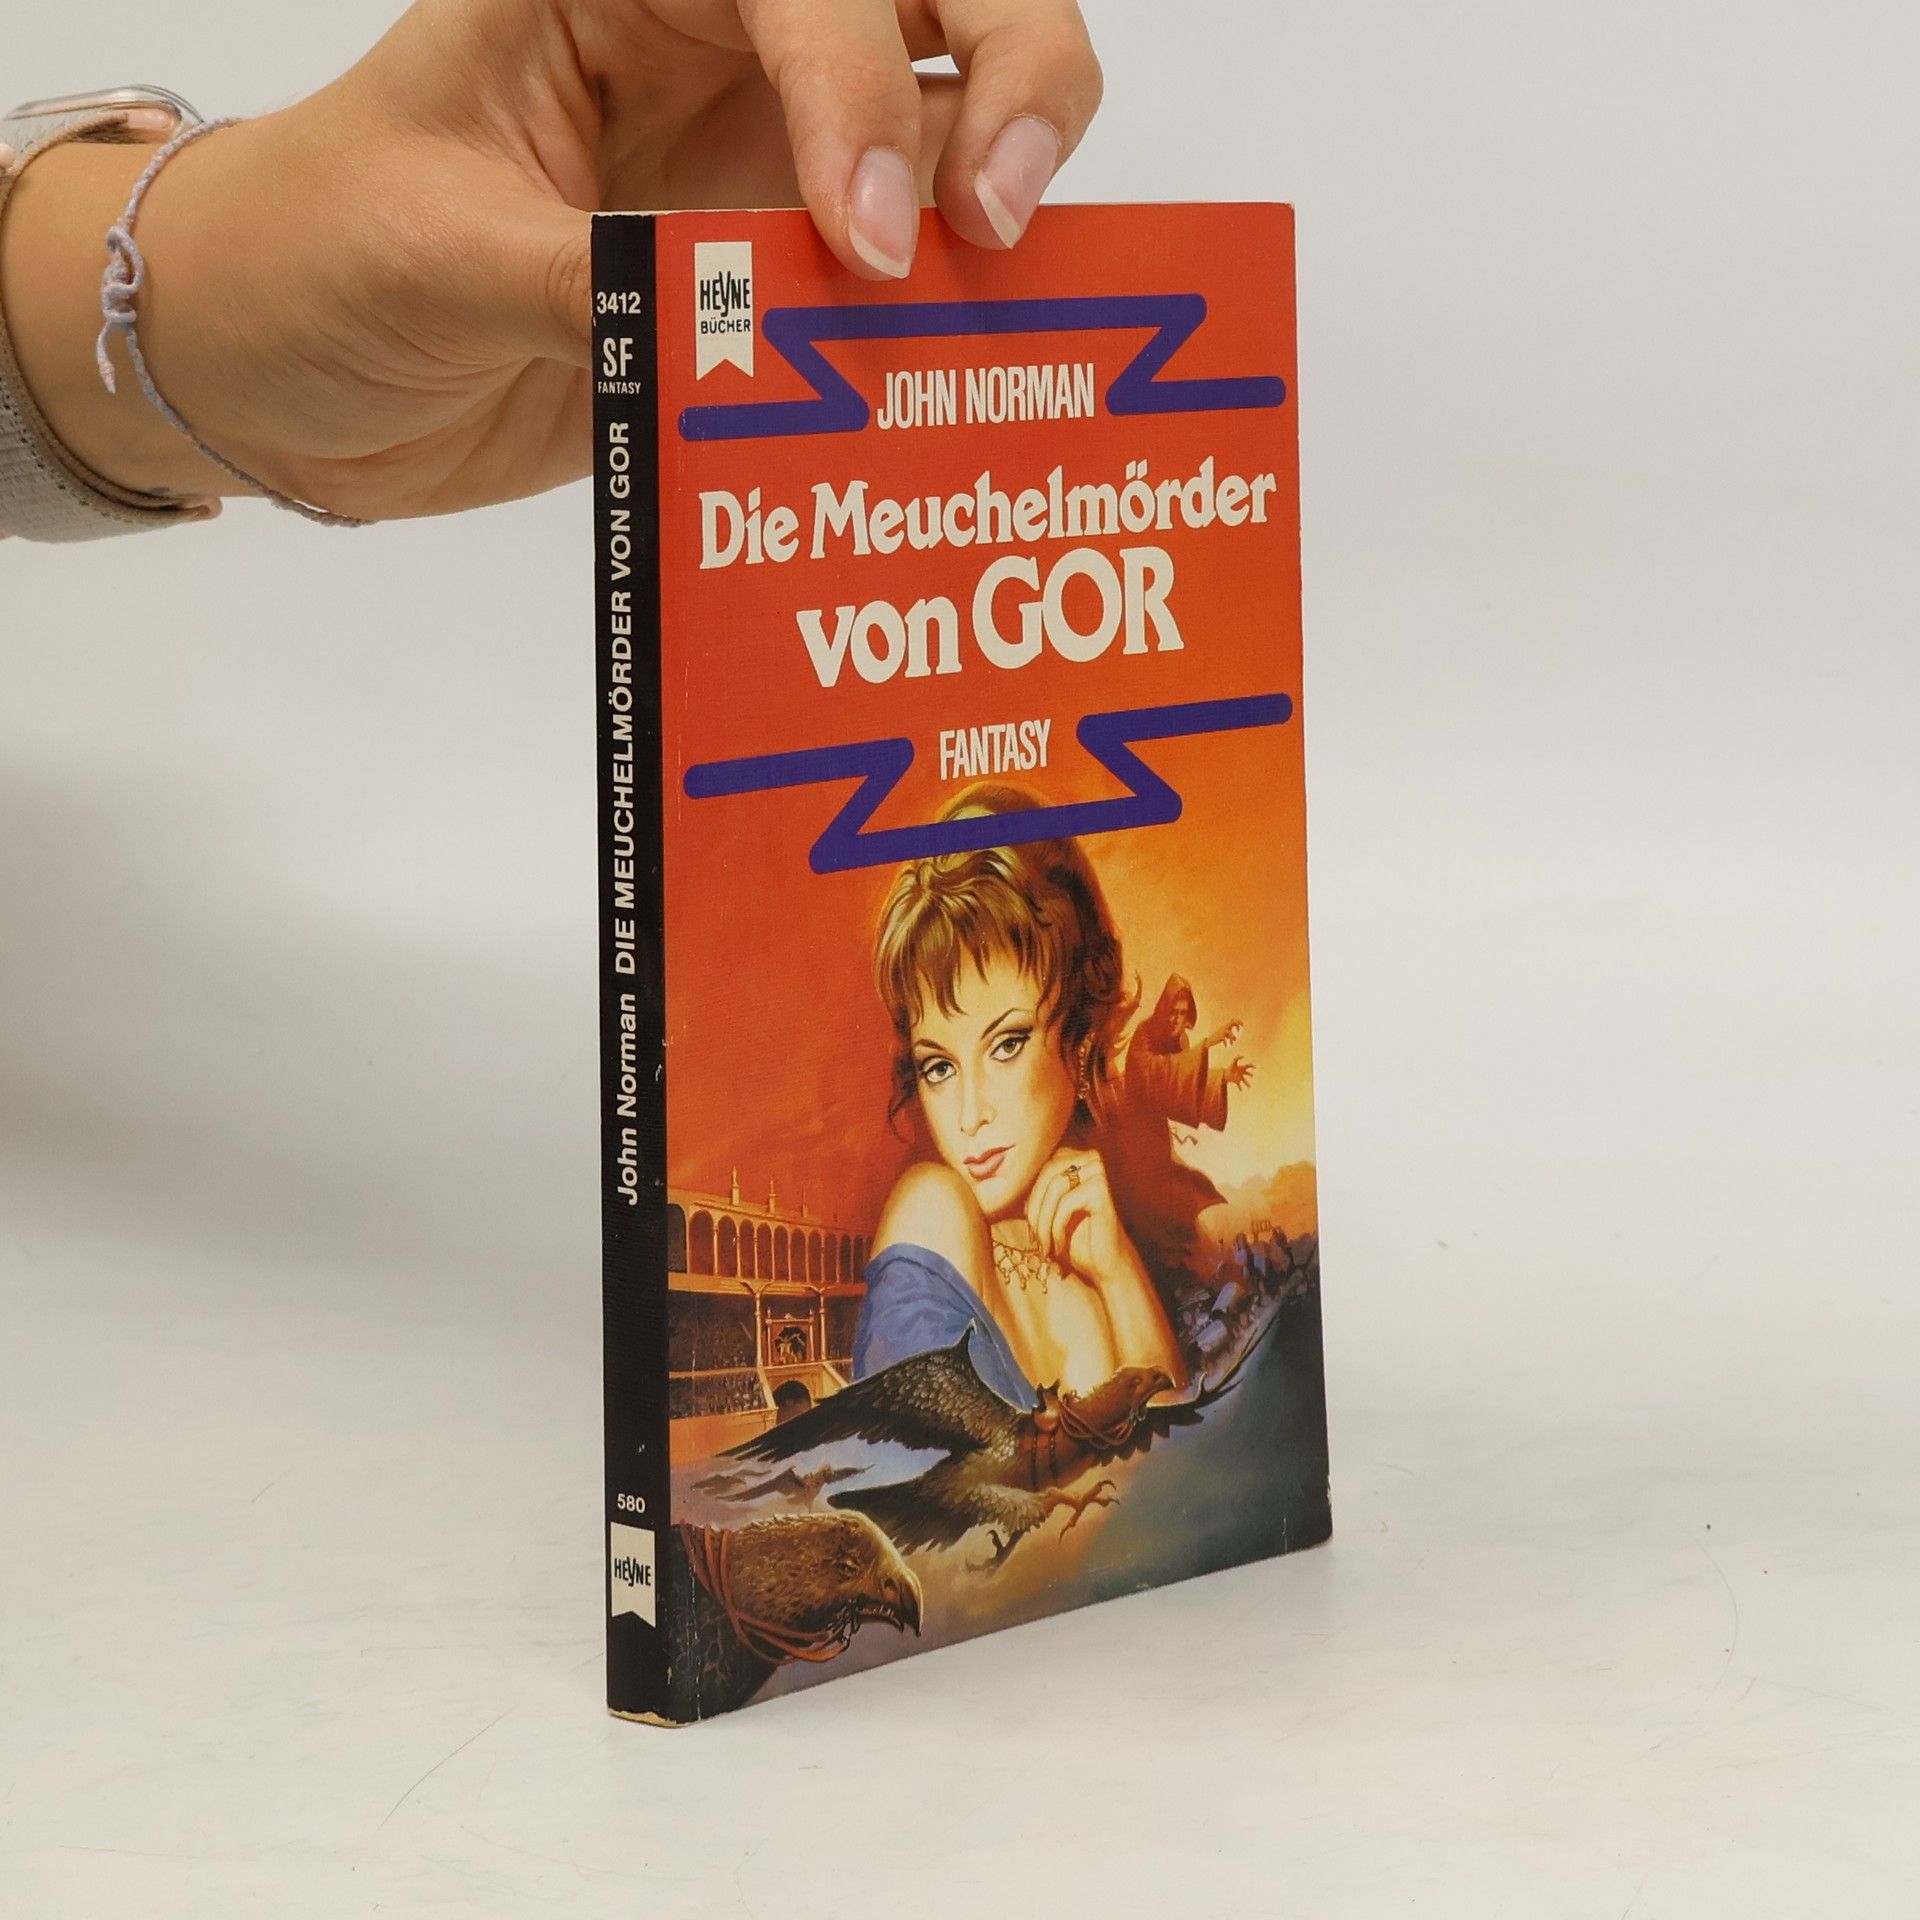 3412
SF
FANTASY
John Norman DIE MEUCHELMÖRDER VON GOR
580
HEYNE
HEYNE
BÜCHER
JOHN NORMAN
Die Meuchelmörder
von GOR
FANTASY